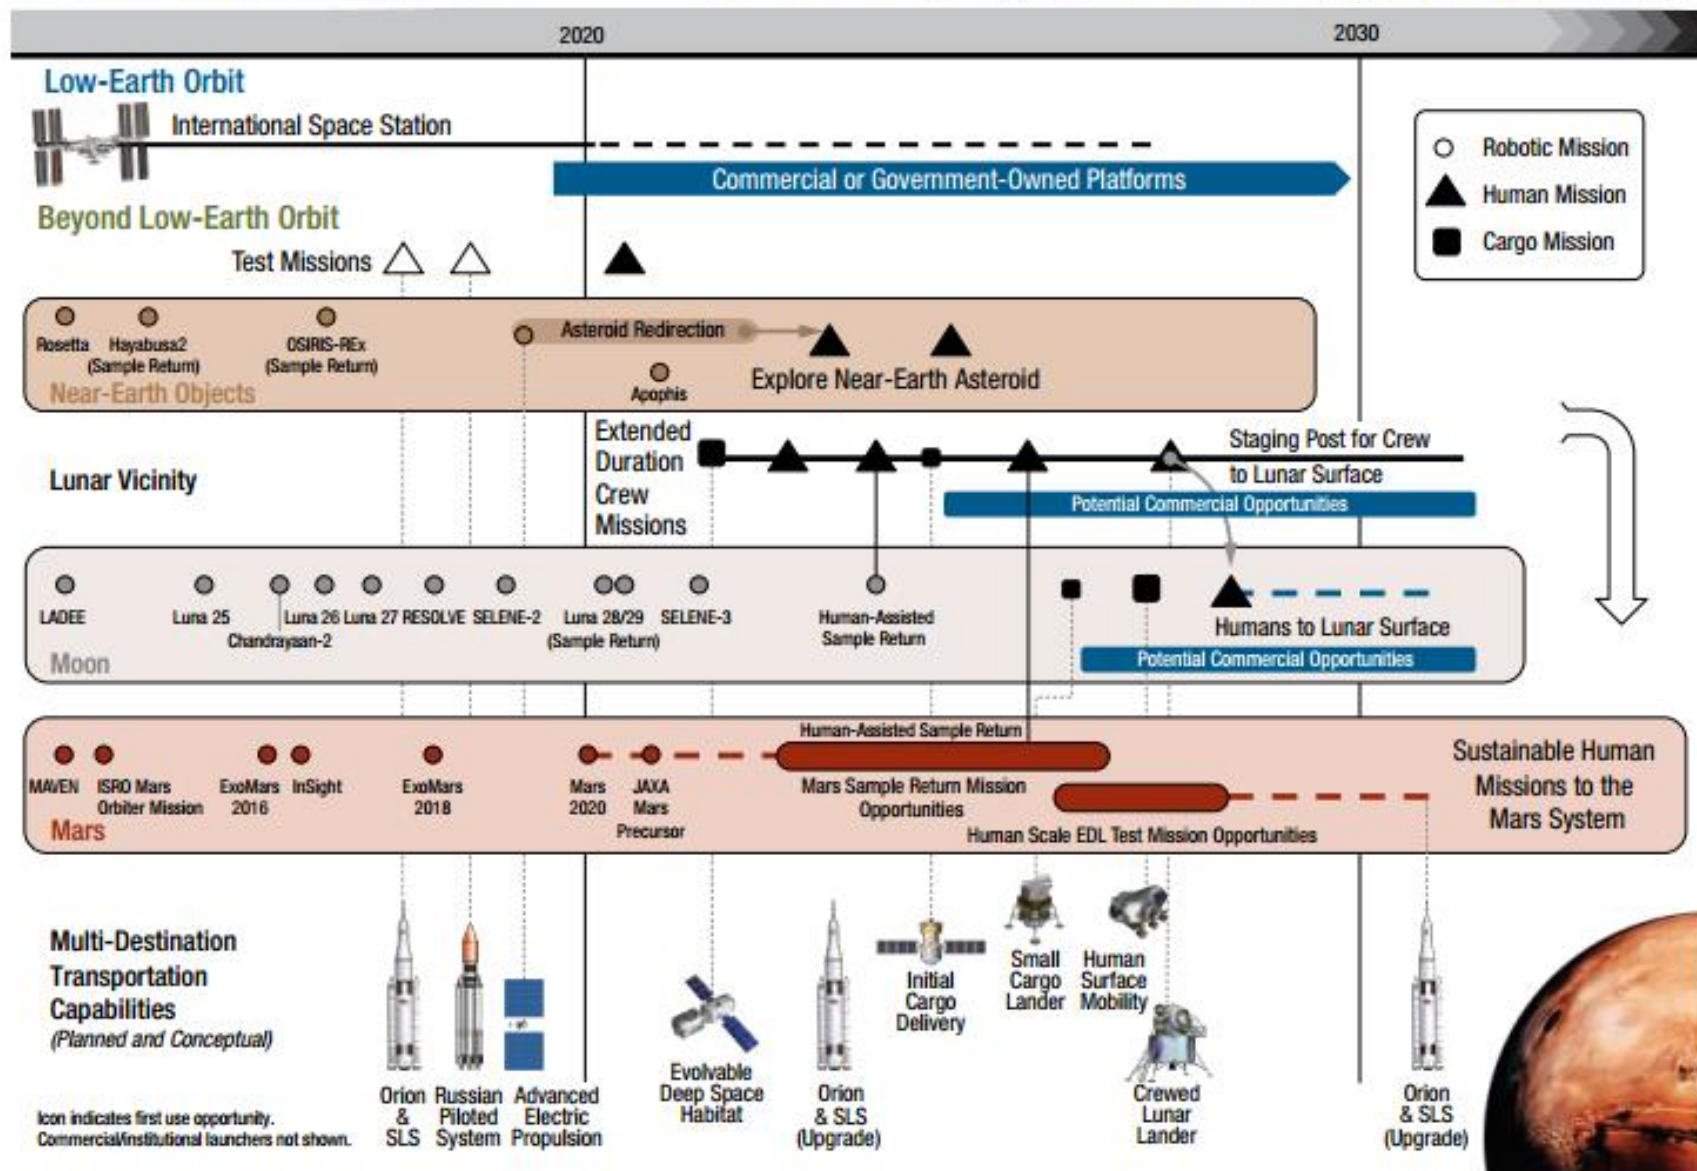 2020
2030
Low-Earth Orbit
International Space Station
Commercial or Government-Owned Platforms
Robotic Mission
Human Mission
Cargo Mission
Beyond Low-Earth Orbit
Test Missions
Rosetta
Hayabusa2
(Sample Return)
OSIRIS-REx
(Sample Return)
Asteroid Redirection
Apophis
Explore Near-Earth Asteroid
Near-Earth Objects
Lunar Vicinity
Extended
Duration
Crew
Missions
Staging Post for Crew
to Lunar Surface
Potential Commercial Opportunities
LADEE
Luna 25
Chandrayaan-2
Luna 26
Luna 27
RESOLVE
SELENE-2
Luna 28/29
(Sample Return)
SELENE-3
Human-Assisted
Sample Return
Humans to Lunar Surface
Potential Commercial Opportunities
Moon
MAVEN
ISRO Mars
Orbiter Mission
ExoMars
2016
InSight
ExoMars
2018
Mars
2020
JAXA
Mars
Precursor
Human-Assisted Sample Return
Mars Sample Return Mission
Opportunities
Human Scale EDL Test Mission Opportunities
Sustainable Human
Missions to the
Mars System
Mars
Multi-Destination
Transportation
Capabilities
(Planned and Conceptual)
Orion
&
SLS
Russian
Piloted
System
Advanced
Electric
Propulsion
Evolvable
Deep Space
Habitat
Orion
& SLS
(Upgrade)
Initial
Cargo
Delivery
Small
Cargo
Lander
Human
Surface
Mobility
Crewed
Lunar
Lander
Orion
& SLS
(Upgrade)
Icon indicates first use opportunity.
Commercial/institutional launchers not shown.